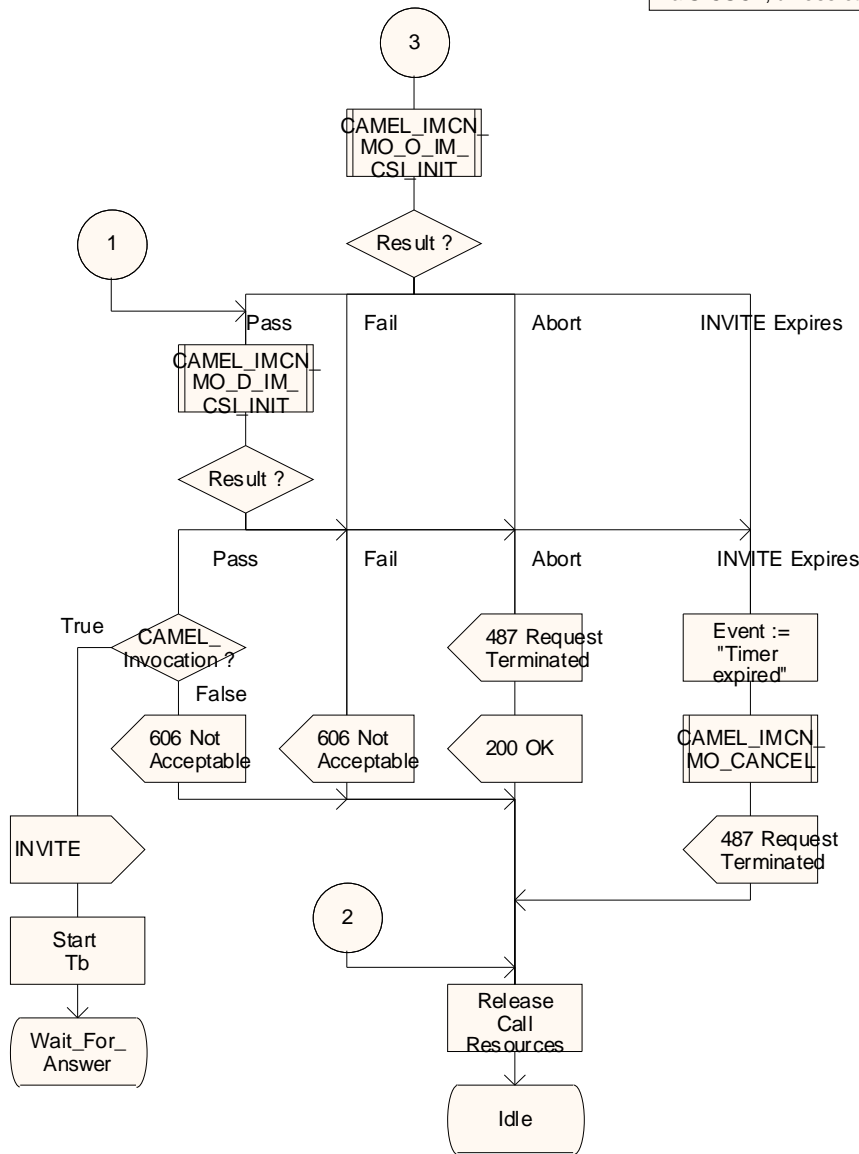 3
CAMEL_IMCN_
MO_O_IM_
CSI_INIT
Result ?
1
Pass
Fail
Abort
INVITE Expires
CAMEL_IMCN_
MO_D_IM_
CSI_INIT
Result ?
Pass
Fail
Abort
INVITE Expires
True
CAMEL_
Invocation ?
False
487 Request
Terminated
Event :=
"Timer
expired"
606 Not
Acceptable
606 Not
Acceptable
200 OK
CAMEL_IMCN_
MO_CANCEL
INVITE
487 Request
Terminated
2
Start
Tb
Release
Call
Resources
Wait_For_
Answer
Idle